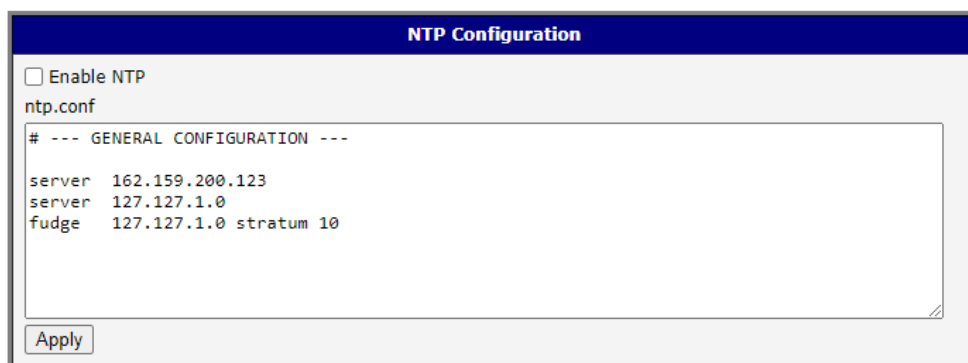 NTP Configuration
Enable NTP
ntp.conf
# --- GENERAL CONFIGURATION ---
server  162.159.200.123
server  127.127.1.0
fudge   127.127.1.0 stratum 10
Apply